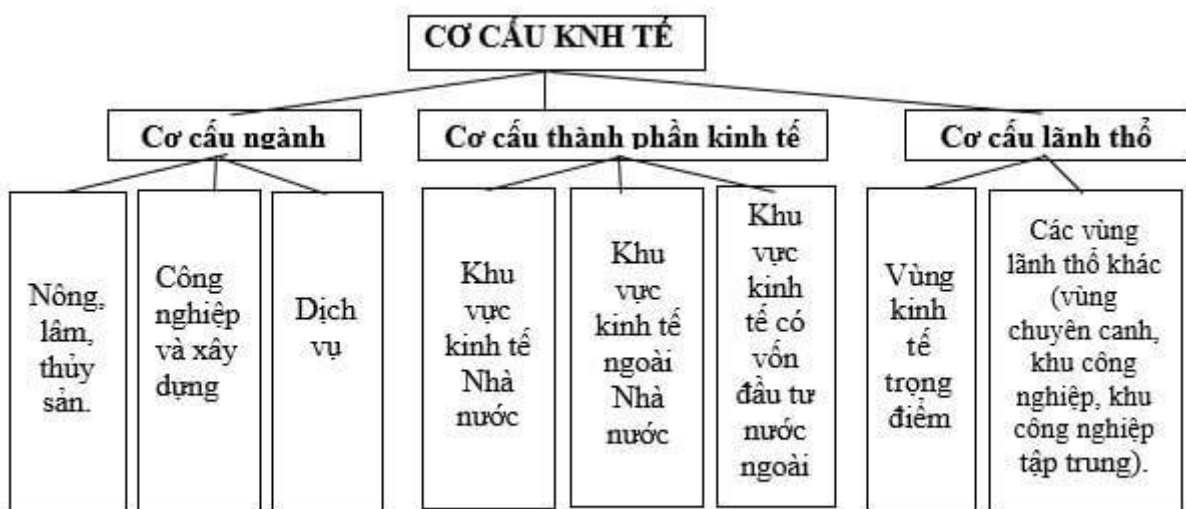 CƠ CẤU KNH TẾ
Cơ cấu ngành
Cơ cấu thành phần kinh tế
Cơ cấu lãnh thổ
Nông,
lâm,
thủy
sản.
Công
nghiệp
và xây
dựng
Dịch
vụ
Khu
vực
kinh tế
Nhà
nước
Khu
vực
kinh tế
ngoài
Nhà
nước
Khu
vực
kinh
tế có
vốn
đầu tư
nước
ngoài
Vùng
kinh
tế
trọng
điểm
Các vùng
lãnh thổ khác
(vùng
chuyên canh,
khu công
nghiệp, khu
công nghiệp
tập trung).